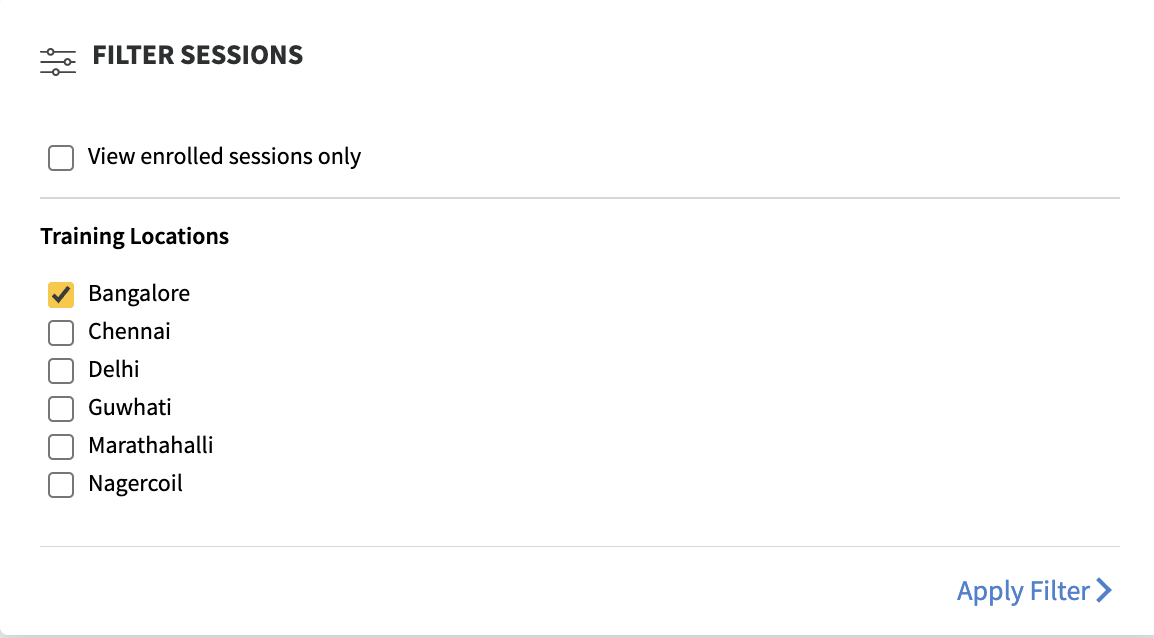 FILTER SESSIONS
View enrolled sessions only
Training Locations
Bangalore
Chennai
Delhi
Guwhati
Marathahalli
Nagercoil
Apply Filter